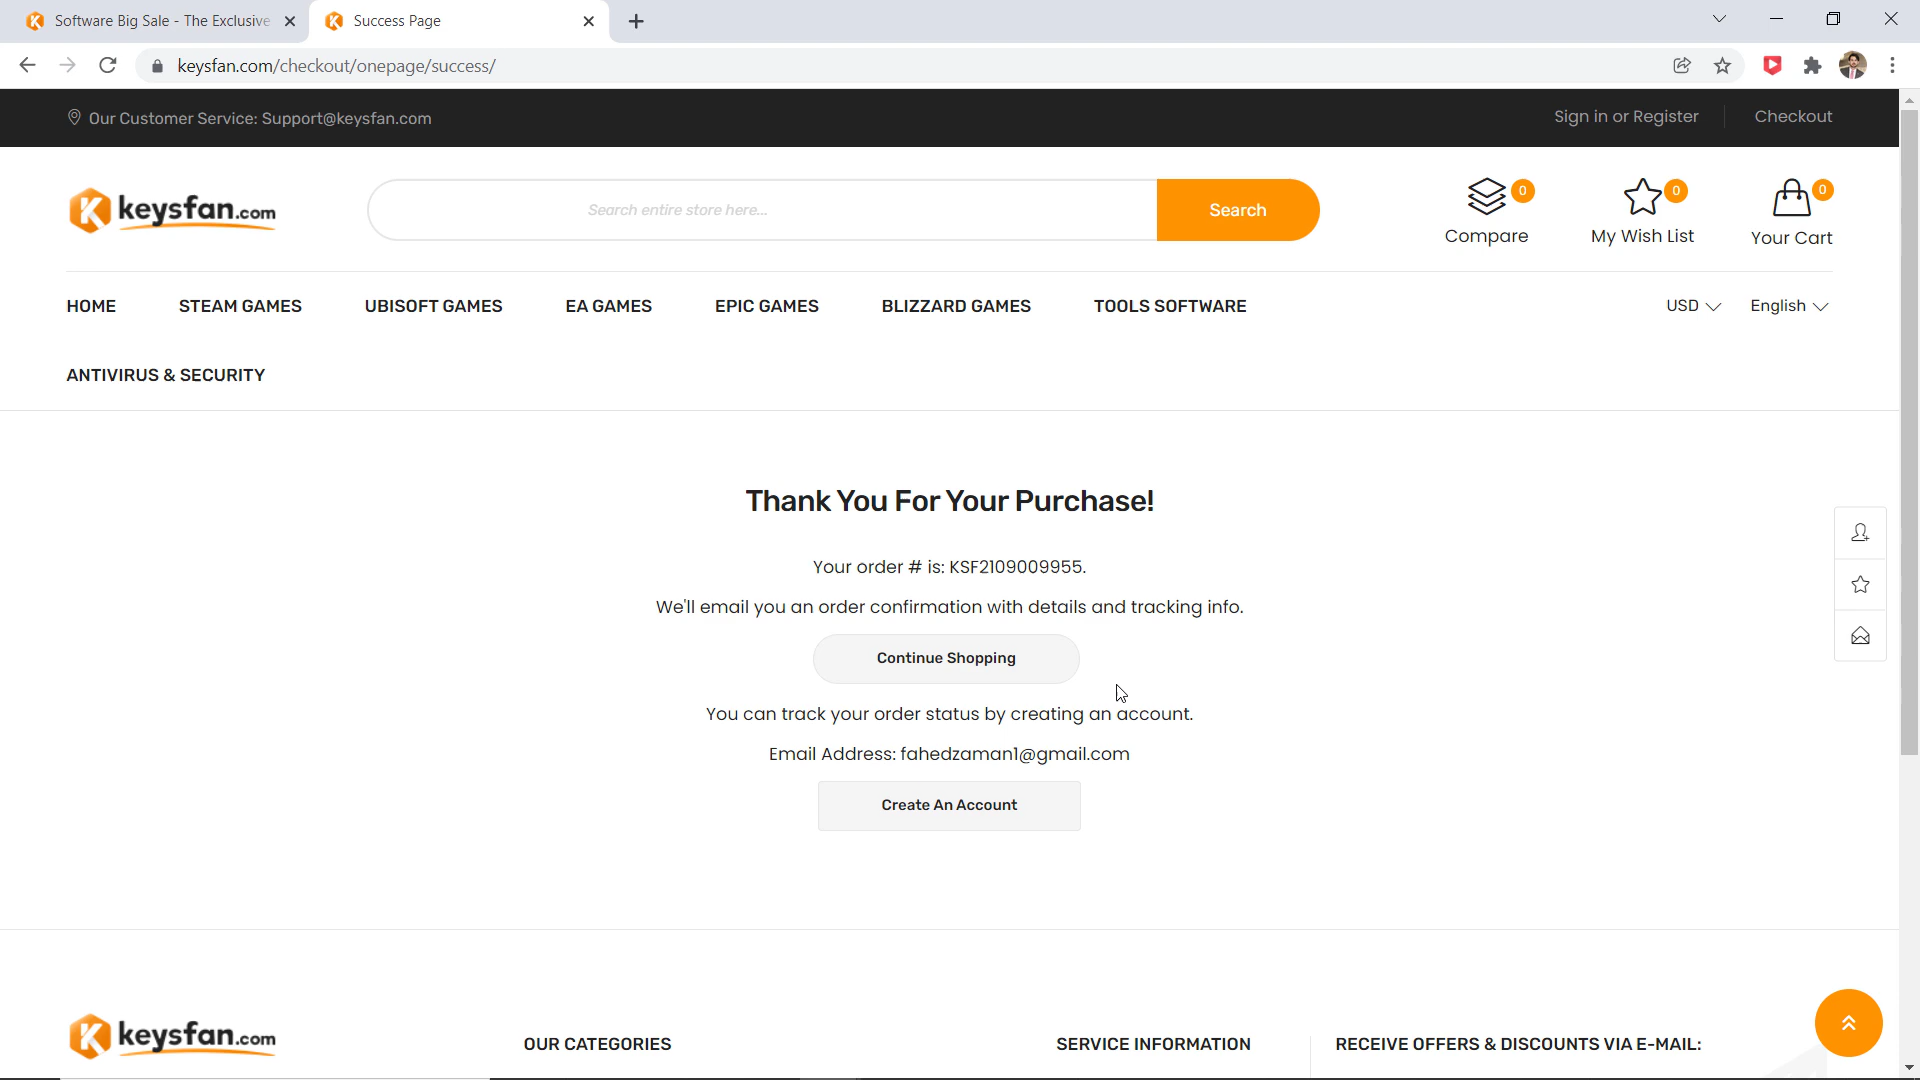 Software Big Sale - The Exclusive
Success Page
keysfan.com/checkout/onepage/success/
Our Customer Service: Support@keysfan.com
Sign in or Register
Checkout
keysfan.com
Search entire store here...
Search
0
0
0
Compare
My Wish List
Your Cart
HOME
STEAM GAMES
UBISOFT GAMES
EA GAMES
EPIC GAMES
BLIZZARD GAMES
TOOLS SOFTWARE
USD
English
ANTIVIRUS & SECURITY
Thank You For Your Purchase!
Your order # is: KSF2109009955.
We'll email you an order confirmation with details and tracking info.
Continue Shopping
You can track your order status by creating an account.
Email Address: fahedzaman1@gmail.com
Create An Account
keysfan.com
OUR CATEGORIES
SERVICE INFORMATION
RECEIVE OFFERS & DISCOUNTS VIA E-MAIL: